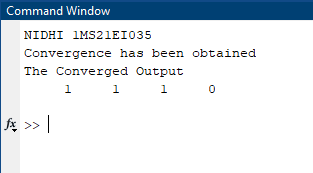 Command Window
NIDHI 1MS21EI035
Convergence has been obtained
The Converged Output
1 1 1 0
fx >>